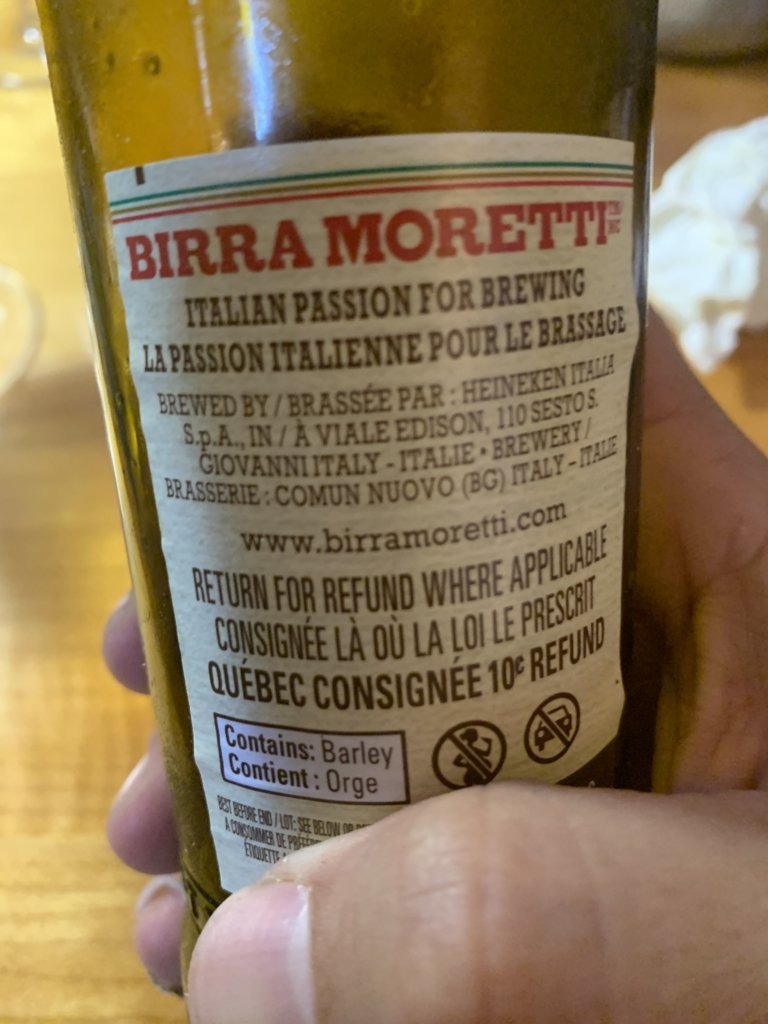 BIRRA MORETTI
ITALIAN PASSION FOR BREWING
LA PASSION ITALIENNE POUR LE BRASSAGE
BREWED BY / BRASSÉE PAR : HEINEKEN ITALIA
S.p.A., IN / À VIALE EDISON, 110 SESTO S.
GIOVANNI ITALY - ITALIE • BREWERY /
BRASSERIE : COMUN NUOVO (BG) ITALY – ITALIE
www.birramoretti.com
RETURN FOR REFUND WHERE APPLICABLE
CONSIGNÉE LÀ OÙ LA LOI LE PRESCRIT
QUÉBEC CONSIGNÉE 10¢ REFUND
Contains: Barley
Contient : Orge
BEST BEFORE END / LOT: SEE BELOW OR
A CONSOMMER DE
ÉTIQUETTE